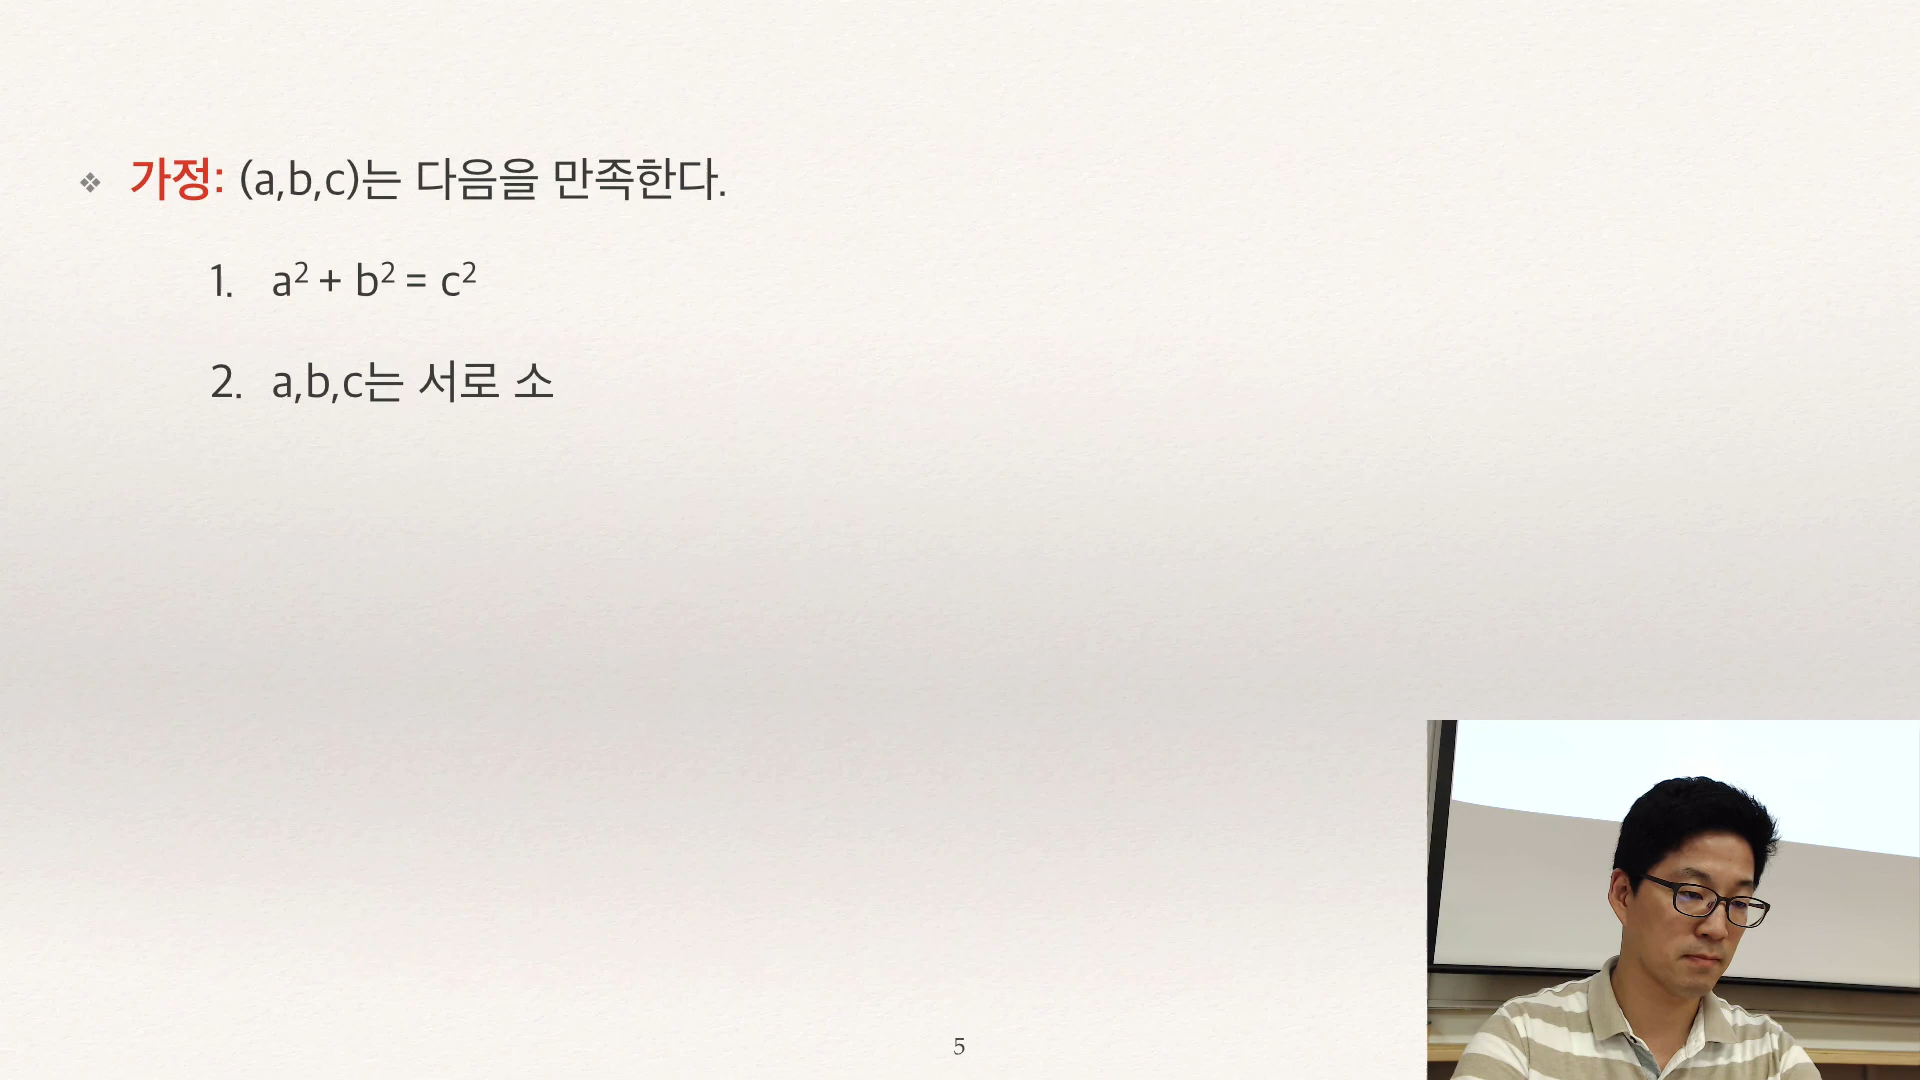 가정: (a,b,c)는 다음을 만족한다.
1. a² + b² = c²
2. a,b,c는 서로 소
5